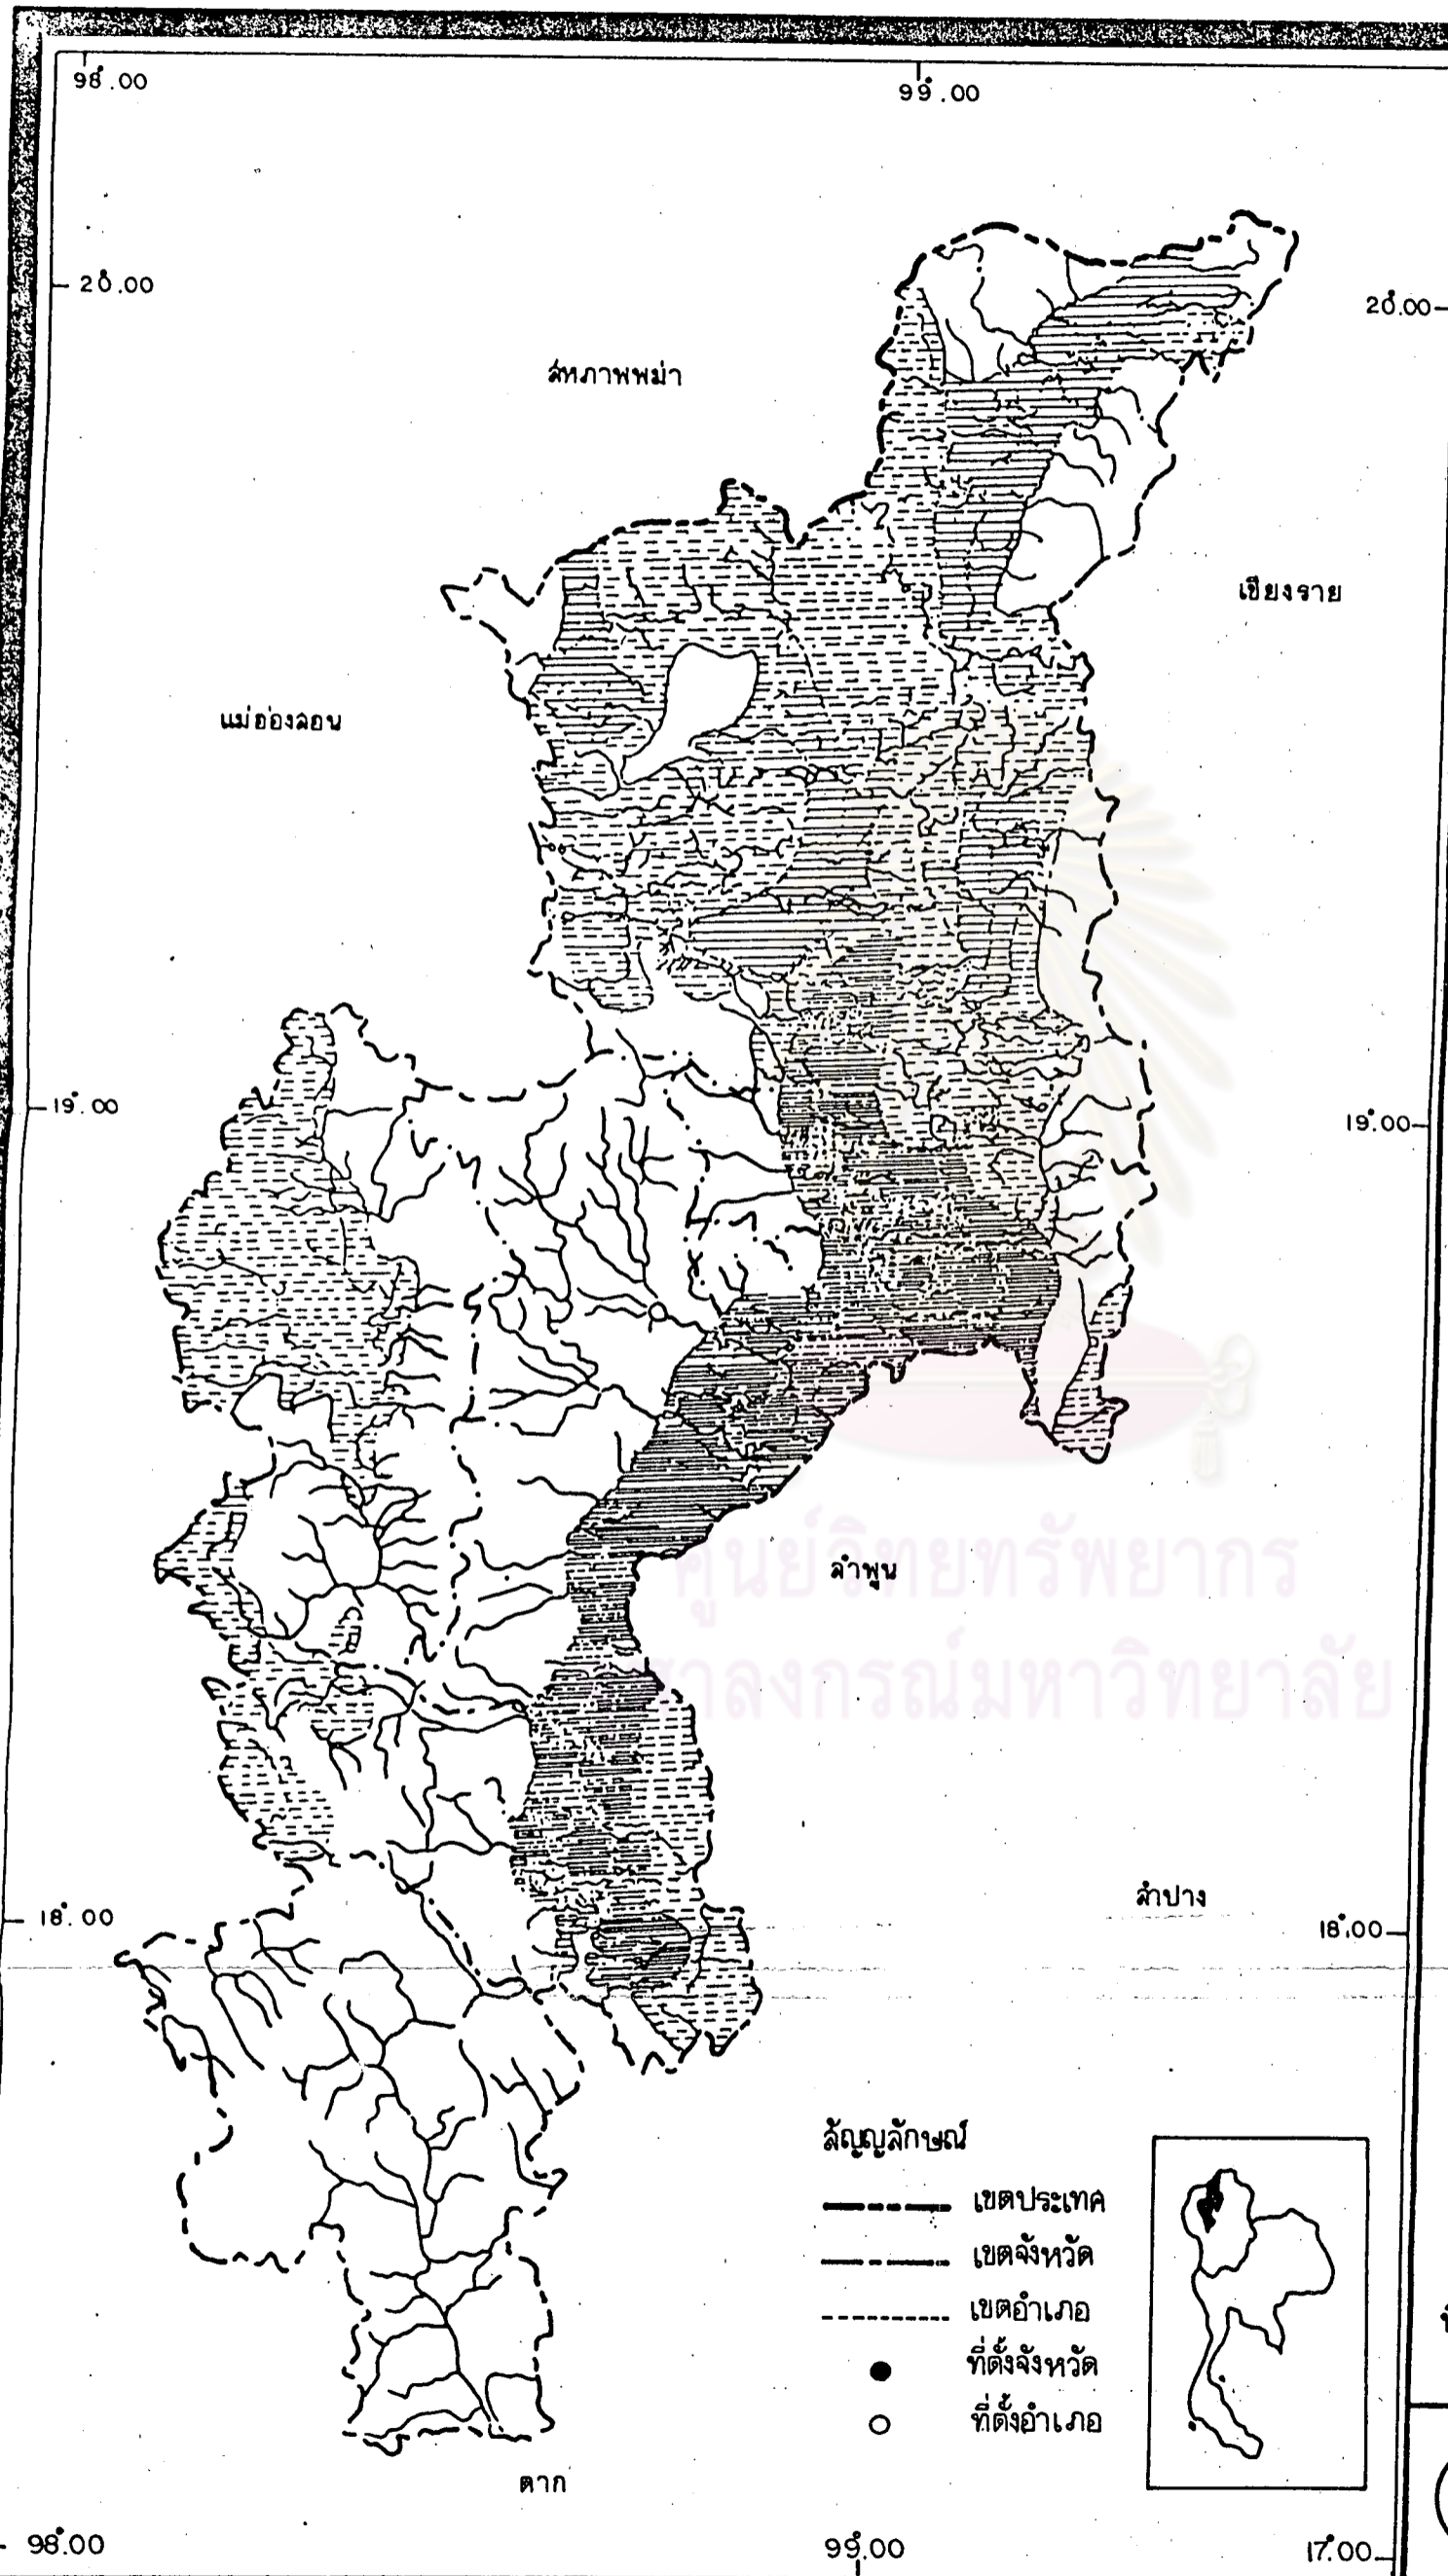 98°.00
99°.00
20°.00
20°.00
สหภาพพม่า
เชียงราย
แม่ฮ่องสอน
19°.00
19°.00
ศูนย์วิทยทรัพยากร
ลำพูน
าลงกรณ์มหาวิทยาลัย
ลำปาง
18°.00
18°.00
สัญญลักษณ์
เขตประเทศ
เขตจังหวัด
เขตอำเภอ
ที่ตั้งจังหวัด
ที่ตั้งอำเภอ
ตาก
98°.00
99°.00
17°.00